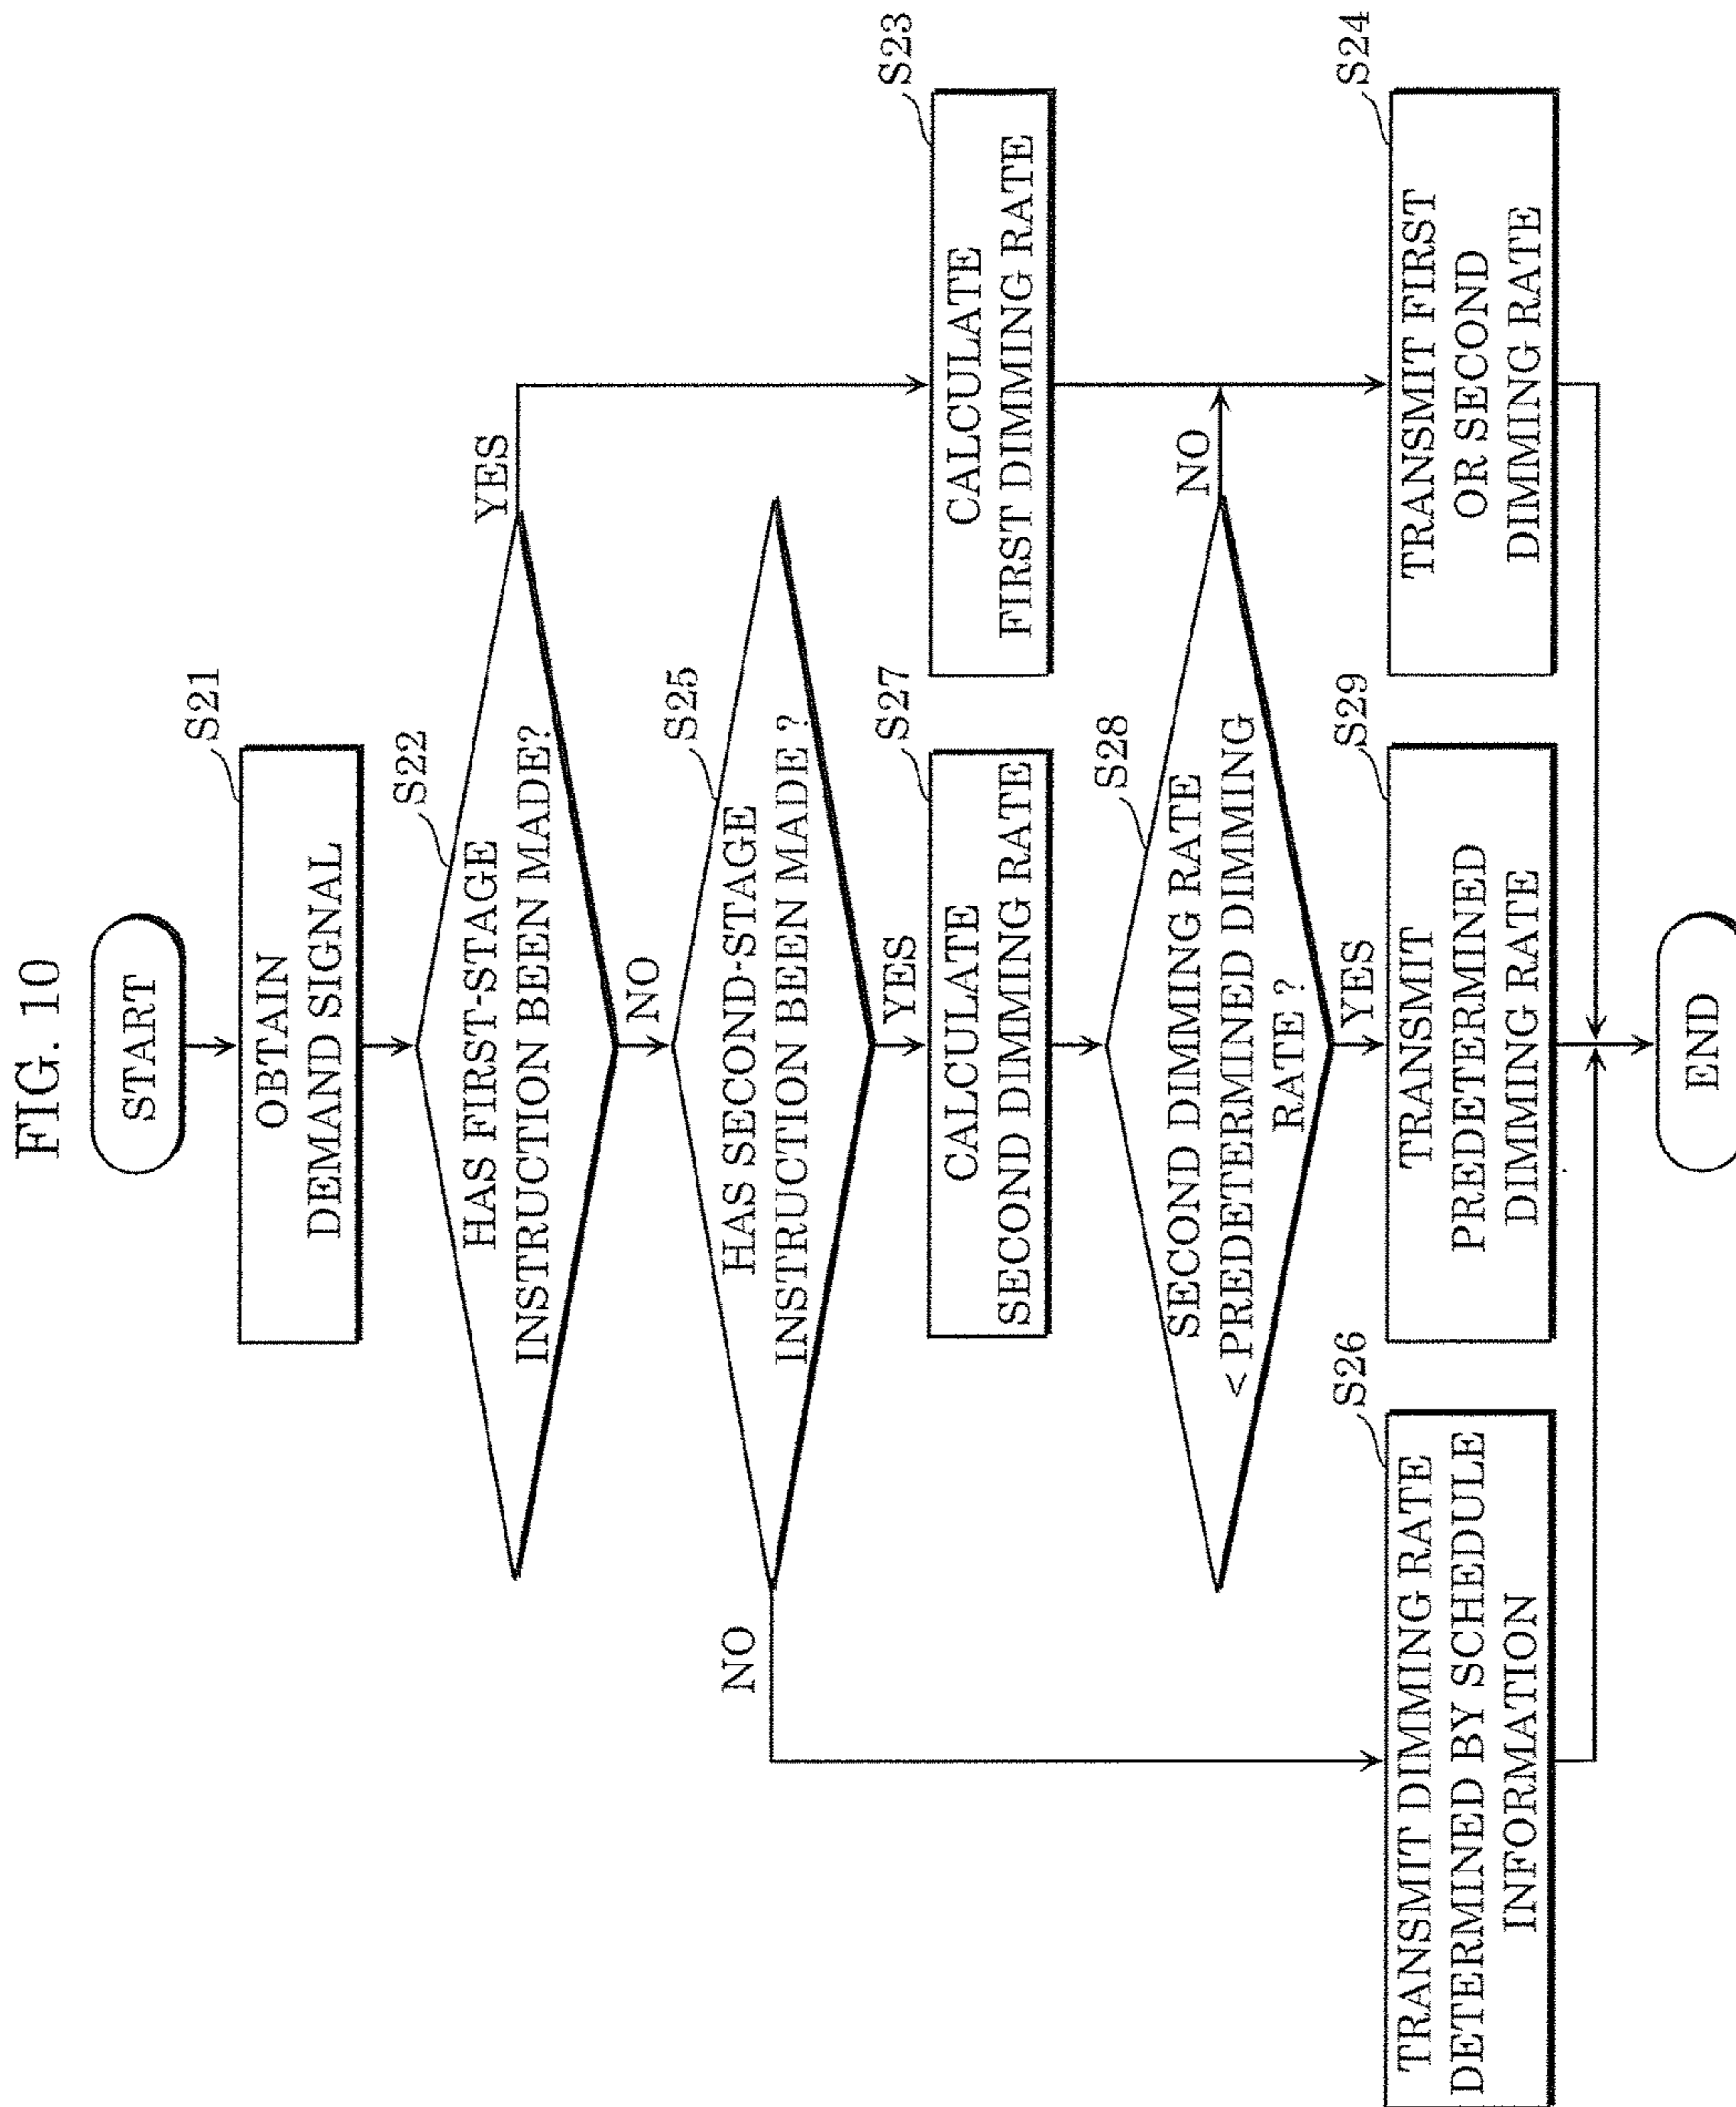 FIG. 10
START
S21
OBTAIN
DEMAND SIGNAL
S22
HAS FIRST-STAGE
INSTRUCTION BEEN MADE?
YES
NO
S25
HAS SECOND-STAGE
INSTRUCTION BEEN MADE ?
NO
YES
S27
CALCULATE
SECOND DIMMING RATE
S23
CALCULATE
FIRST DIMMING RATE
S28
SECOND DIMMING RATE
< PREDETERMINED DIMMING
RATE ?
NO
YES
S26
TRANSMIT DIMMING RATE
DETERMINED BY SCHEDULE
INFORMATION
S29
TRANSMIT
PREDETERMINED
DIMMING RATE
S24
TRANSMIT FIRST
OR SECOND
DIMMING RATE
END